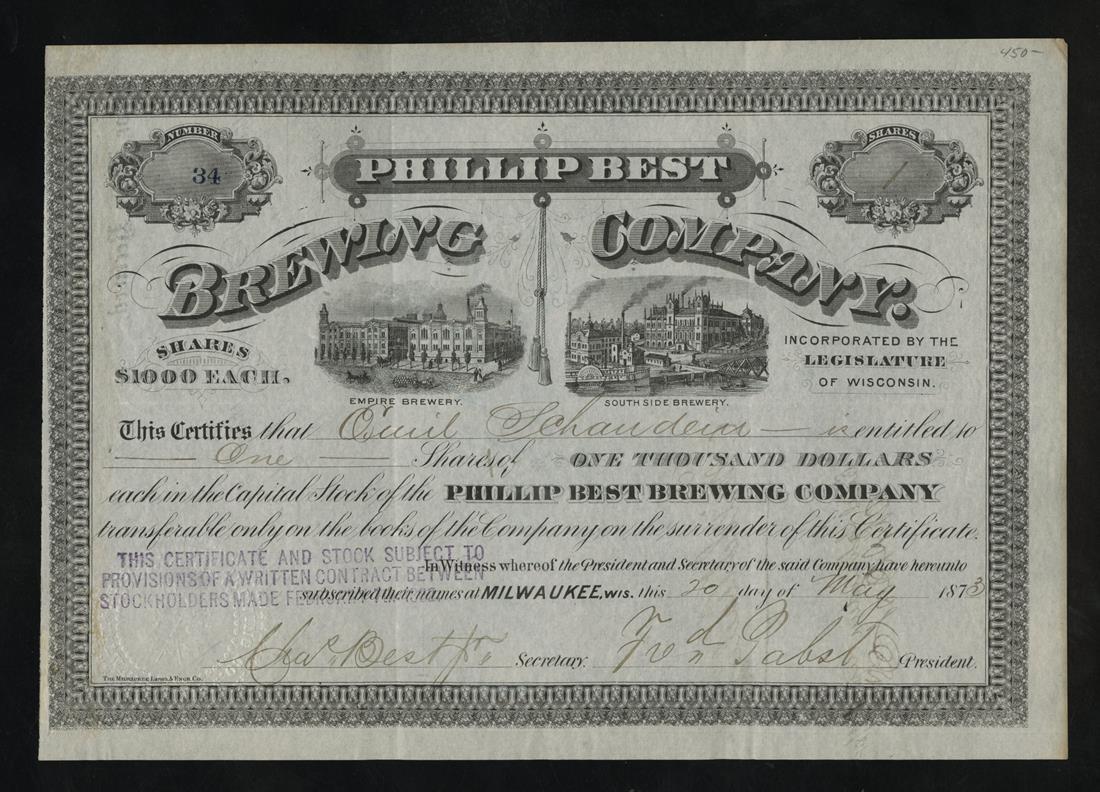 450-
NUMBER
34
SHARES
1
PHILLIP BEST
BREWING COMPANY.
SHARES
$1000 EACH.
EMPIRE BREWERY.
SOUTH SIDE BREWERY.
INCORPORATED BY THE
LEGISLATURE
OF WISCONSIN.
This Certifies that Emil Schandein is entitled to
One Shares of ONE THOUSAND DOLLARS
each in the Capital Stock of the PHILLIP BEST BREWING COMPANY
transferable only on the books of the Company on the surrender of this Certificate.
THIS CERTIFICATE AND STOCK SUBJECT TO
PROVISIONS OF A WRITTEN CONTRACT BETWEEN
STOCKHOLDERS MADE
In Witness whereof the President and Secretary of the said Company have hereunto
subscribed their names at MILWAUKEE, WIS. this 20 day of May 1873
Chas. Best Jr. Secretary. Fred Pabst President.
THE MILWAUKEE LITHO. & ENGR. CO.